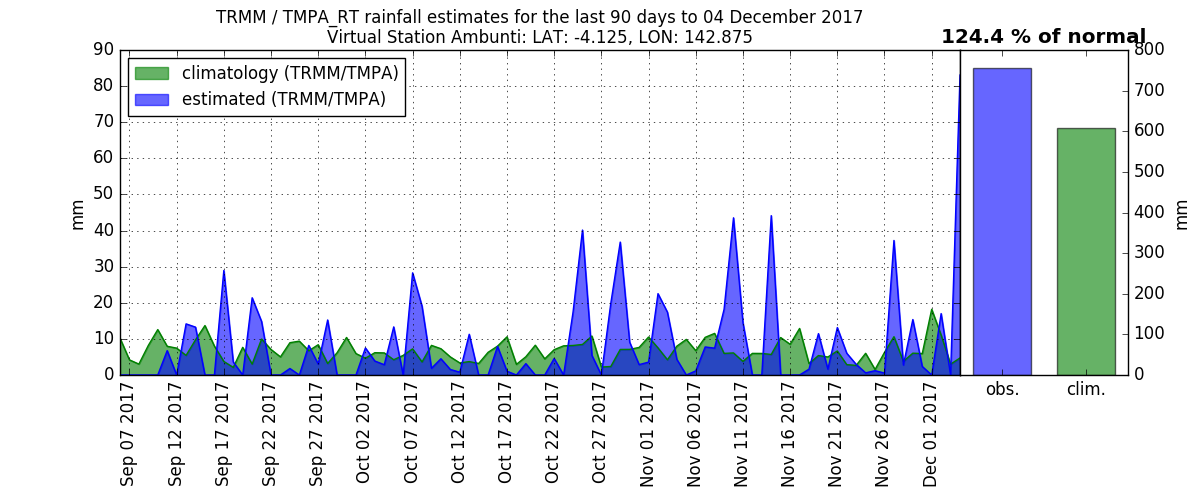 TRMM / TMPA_RT rainfall estimates for the last 90 days to 04 December 2017
Virtual Station Ambunti: LAT: -4.125, LON: 142.875
124.4 % of normal
climatology (TRMM/TMPA)
estimated (TRMM/TMPA)
90
80
70
60
50
40
30
20
10
0
mm
Sep 07 2017
Sep 12 2017
Sep 17 2017
Sep 22 2017
Sep 27 2017
Oct 02 2017
Oct 07 2017
Oct 12 2017
Oct 17 2017
Oct 22 2017
Oct 27 2017
Nov 01 2017
Nov 06 2017
Nov 11 2017
Nov 16 2017
Nov 21 2017
Nov 26 2017
Dec 01 2017
obs.
clim.
800
700
600
500
400
300
200
100
0
mm